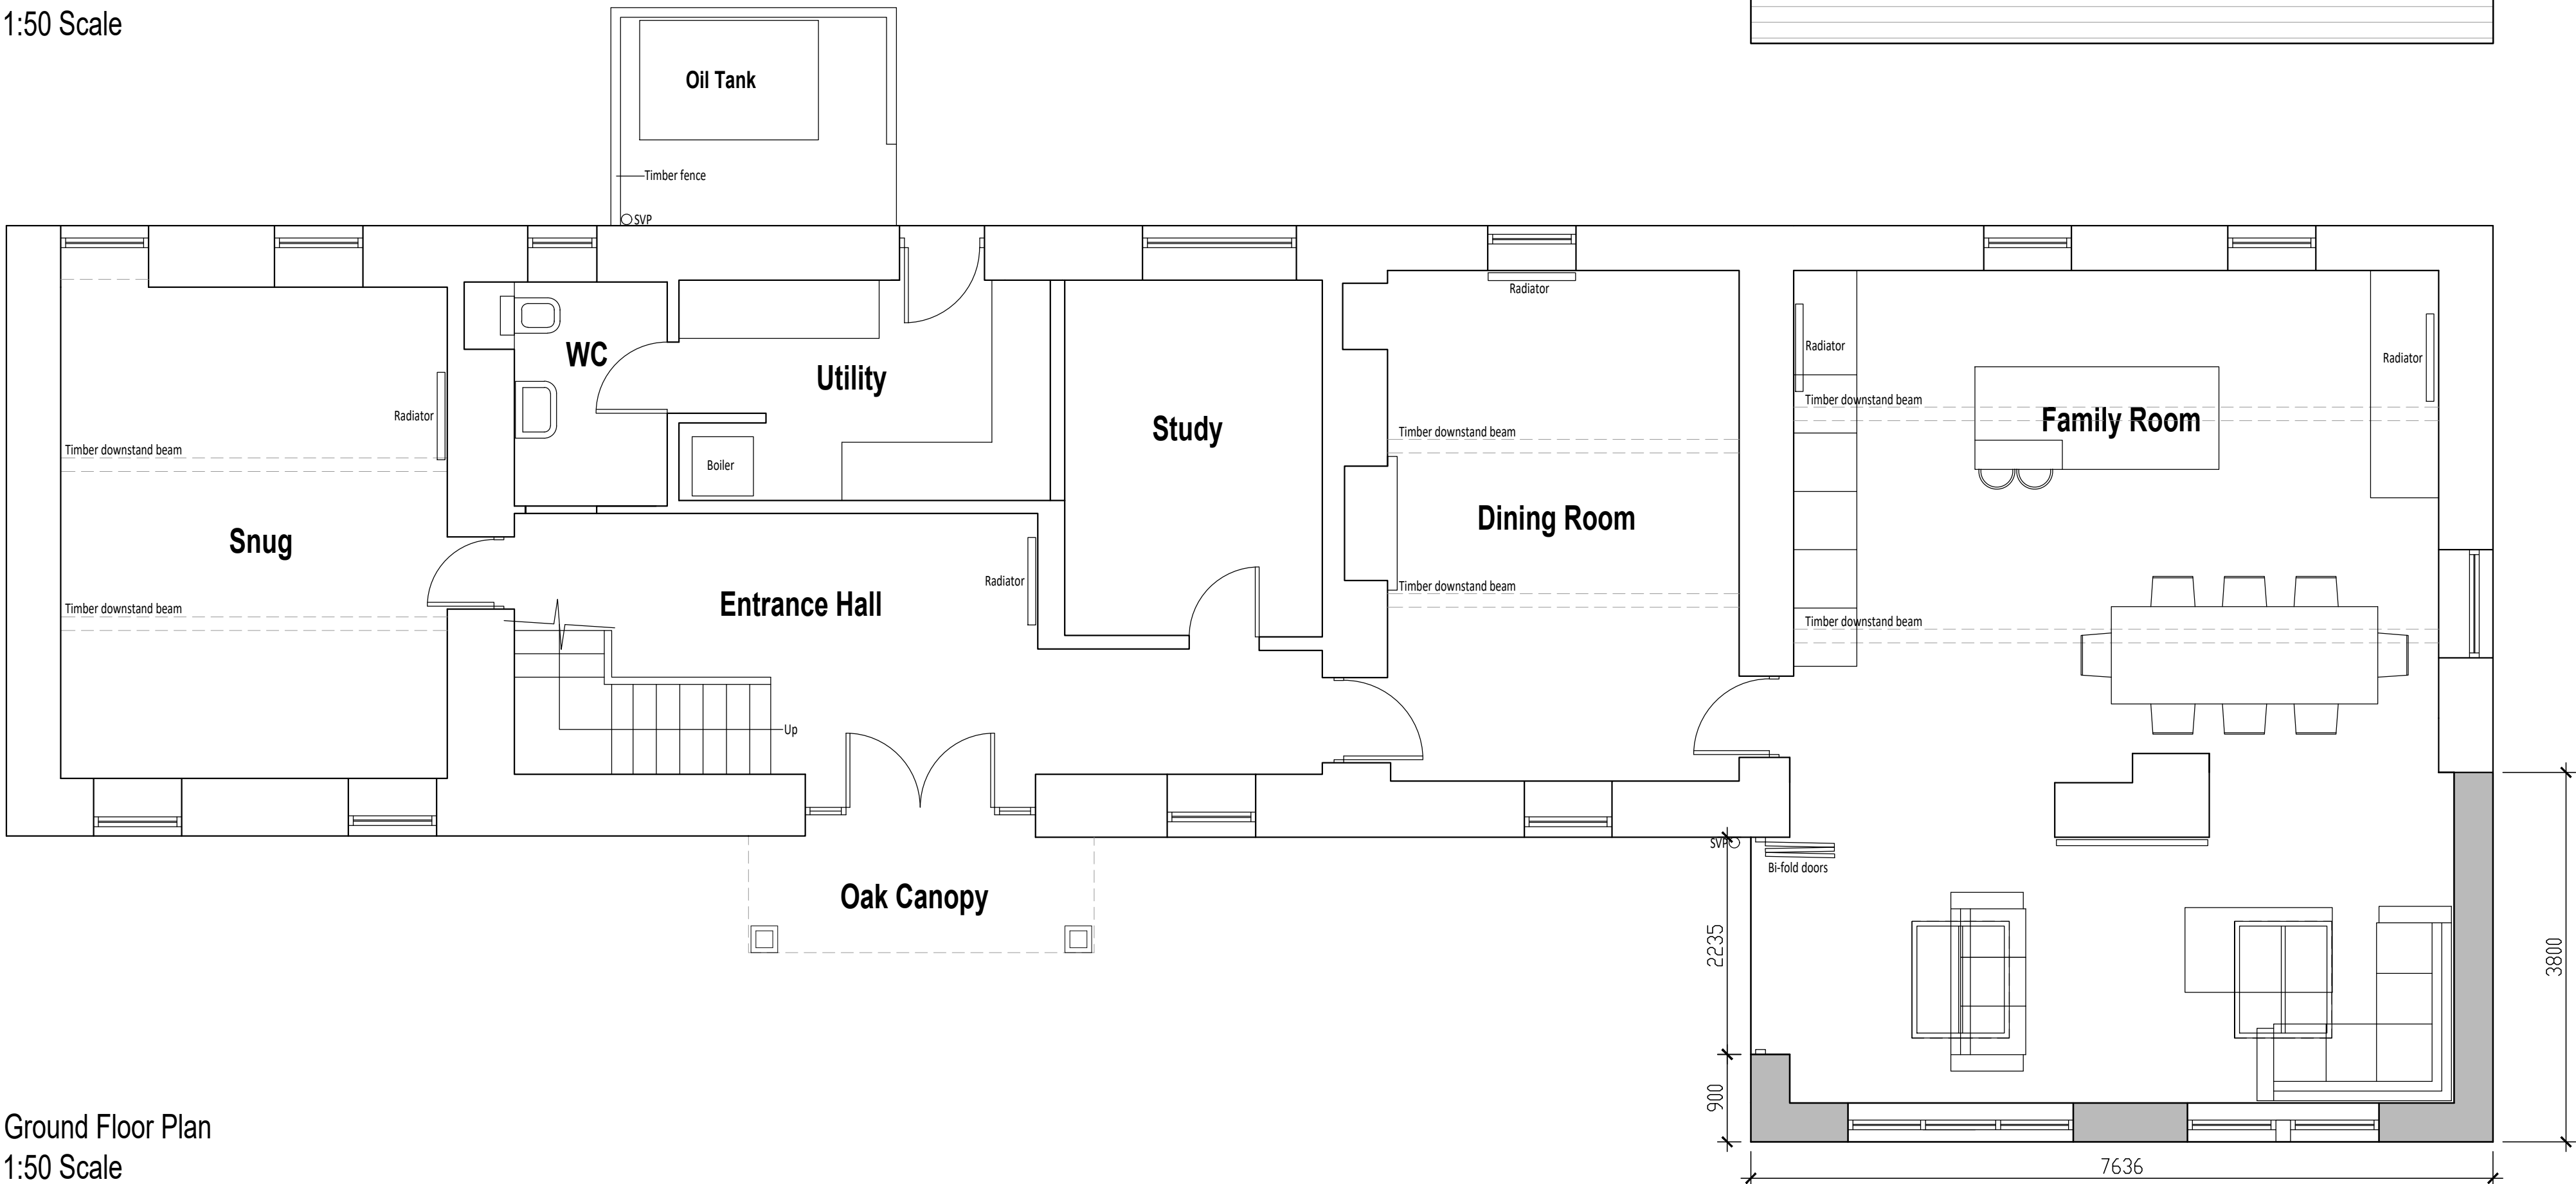 1:50 Scale
Oil Tank
Timber fence
SVP
Radiator
WC
Radiator
Radiator
Utility
Timber downstand beam
Family Room
Radiator
Study
Timber downstand beam
Timber downstand beam
Boiler
Dining Room
Snug
Radiator
Timber downstand beam
Entrance Hall
Timber downstand beam
Timber downstand beam
Up
SVP
Bi-fold doors
Oak Canopy
2235
3800
900
Ground Floor Plan
1:50 Scale
7636